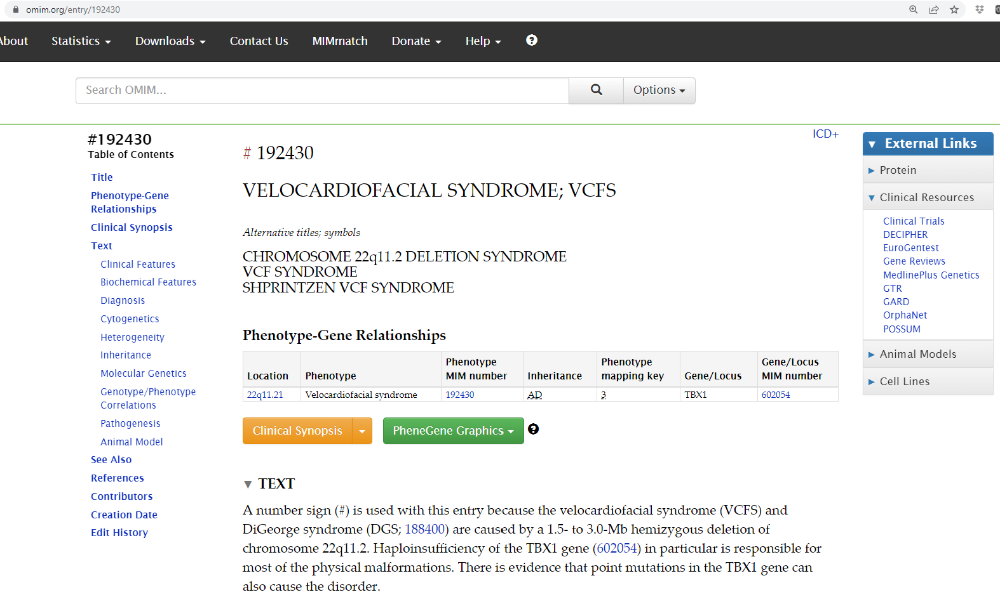 omim.org/entry/192430
About Statistics Downloads Contact Us MIMmatch Donate Help ?
Search OMIM... Options
#192430
Table of Contents
Title
Phenotype-Gene
Relationships
Clinical Synopsis
Text
Clinical Features
Biochemical Features
Diagnosis
Cytogenetics
Heterogeneity
Inheritance
Molecular Genetics
Genotype/Phenotype
Correlations
Pathogenesis
Animal Model
See Also
References
Contributors
Creation Date
Edit History
ICD+
# 192430
VELOCARDIOFACIAL SYNDROME; VCFS
Alternative titles; symbols
CHROMOSOME 22q11.2 DELETION SYNDROME
VCF SYNDROME
SHPRINTZEN VCF SYNDROME
Phenotype-Gene Relationships
Location Phenotype Phenotype MIM number Inheritance Phenotype mapping key Gene/Locus Gene/Locus MIM number
22q11.21 Velocardiofacial syndrome 192430 AD 3 TBX1 602054
Clinical Synopsis PheneGene Graphics ?
▼ TEXT
A number sign (#) is used with this entry because the velocardiofacial syndrome (VCFS) and
DiGeorge syndrome (DGS; 188400) are caused by a 1.5- to 3.0-Mb hemizygous deletion of
chromosome 22q11.2. Haploinsufficiency of the TBX1 gene (602054) in particular is responsible for
most of the physical malformations. There is evidence that point mutations in the TBX1 gene can
also cause the disorder.
▼ External Links
► Protein
▼ Clinical Resources
Clinical Trials
DECIPHER
EuroGentest
Gene Reviews
MedlinePlus Genetics
GTR
GARD
OrphaNet
POSSUM
► Animal Models
► Cell Lines